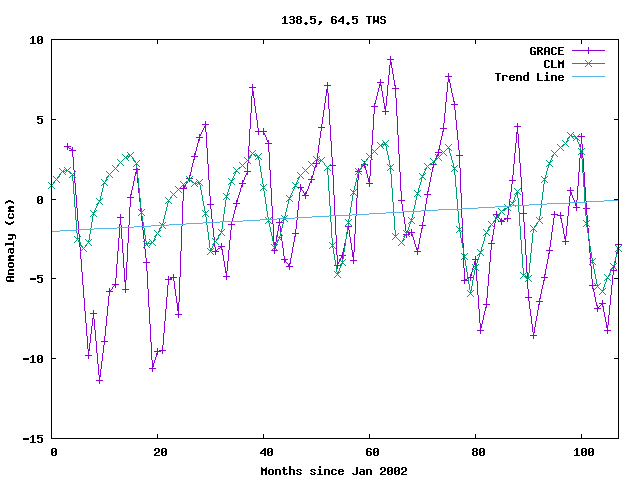 138.5, 64.5 TWS
GRACE
CLM
Trend Line
10
5
0
-5
-10
-15
Anomaly (cm)
0 20 40 60 80 100
Months since Jan 2002